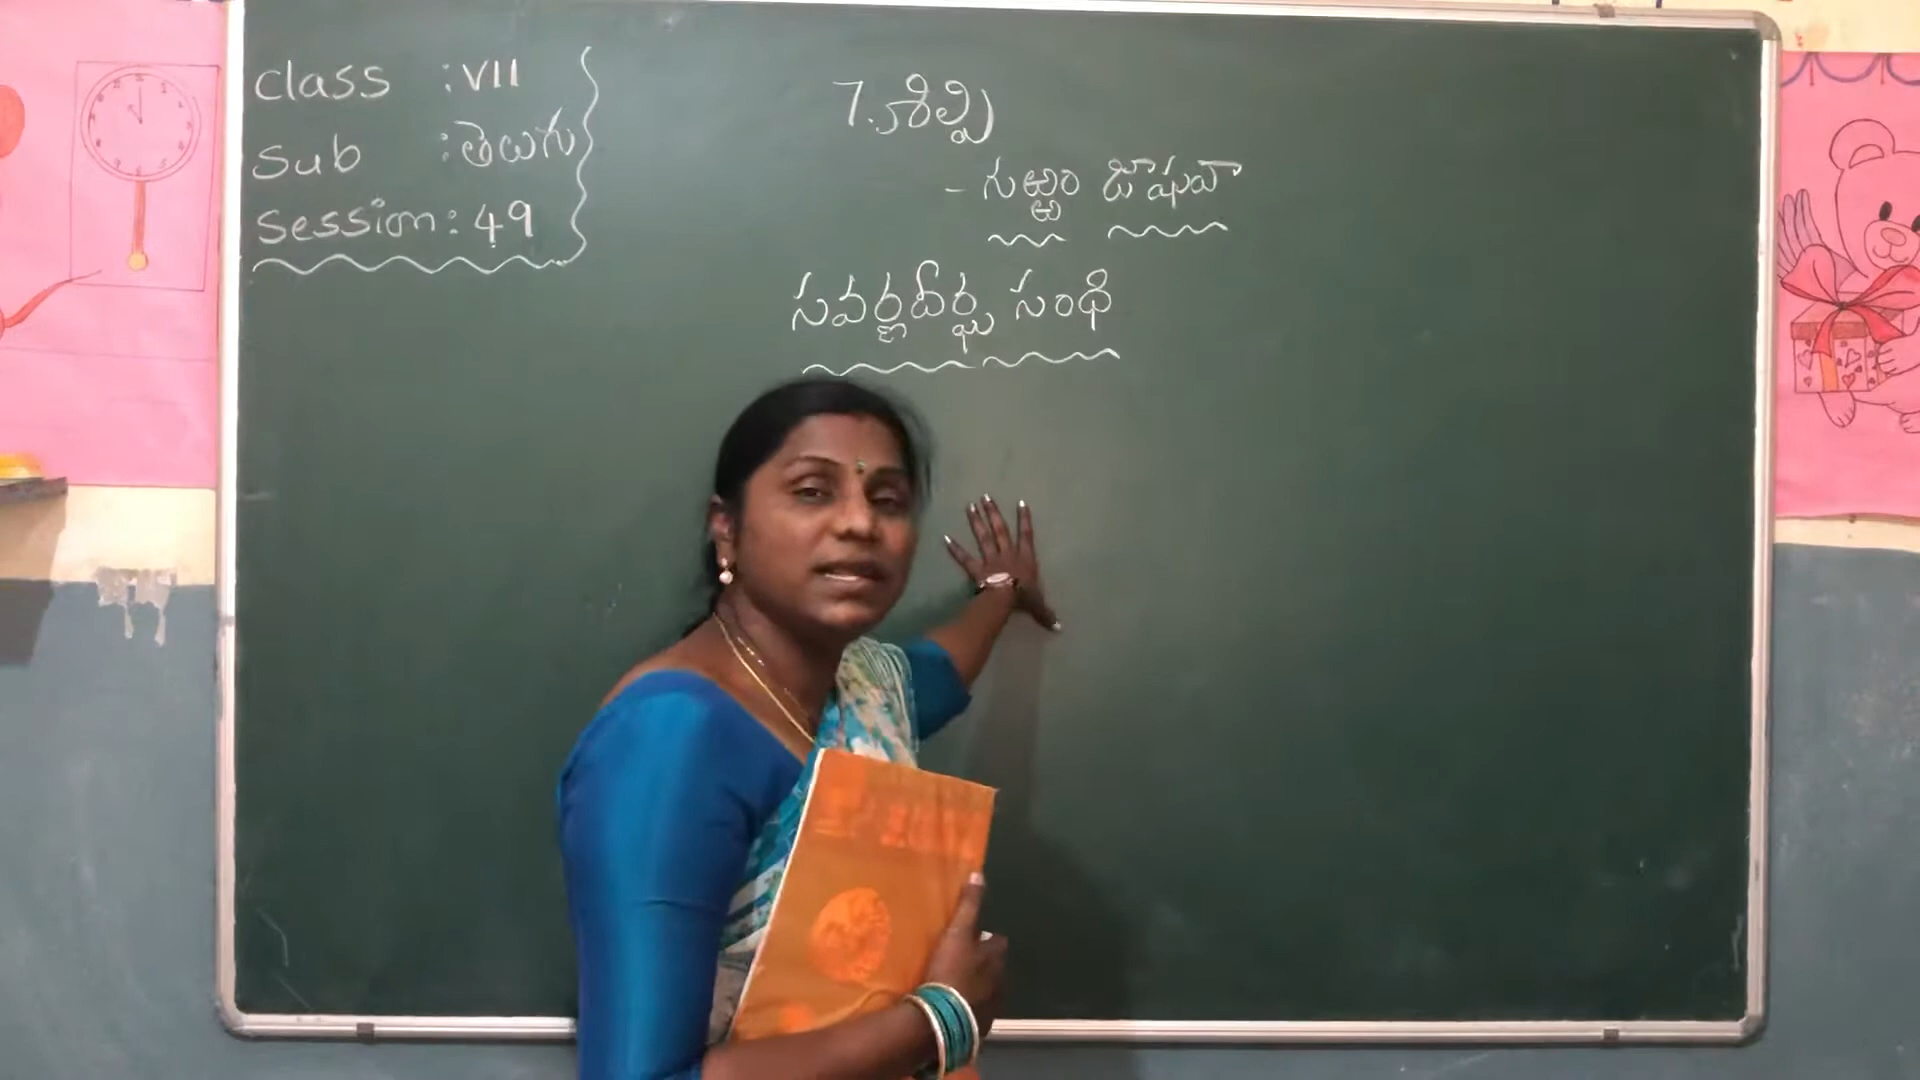 class : VII
sub : తెలుగు
session : 49
7. శిల్పి
- గుఱ్ఱం జాషువా
సవర్ణదీర్ఘ సంధి